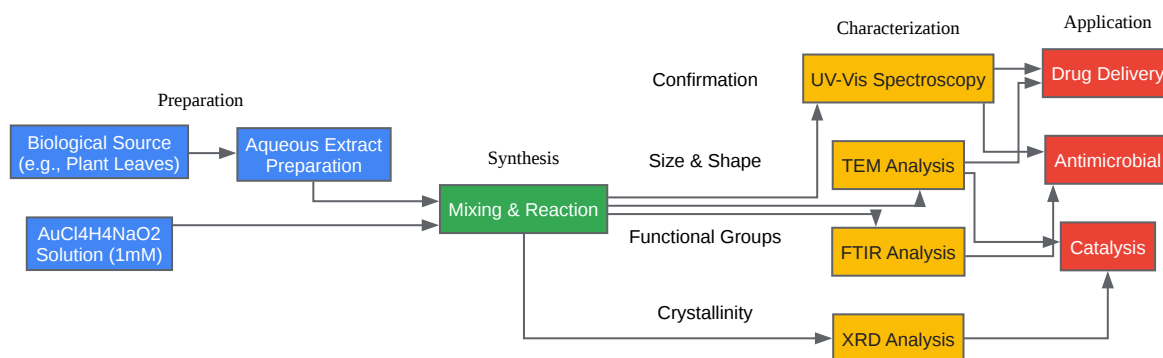 Preparation
Biological Source
(e.g., Plant Leaves)
Aqueous Extract
Preparation
AuCl4H4NaO2
Solution (1mM)
Synthesis
Mixing & Reaction
Confirmation
Size & Shape
Functional Groups
Crystallinity
Characterization
UV-Vis Spectroscopy
TEM Analysis
FTIR Analysis
XRD Analysis
Application
Drug Delivery
Antimicrobial
Catalysis